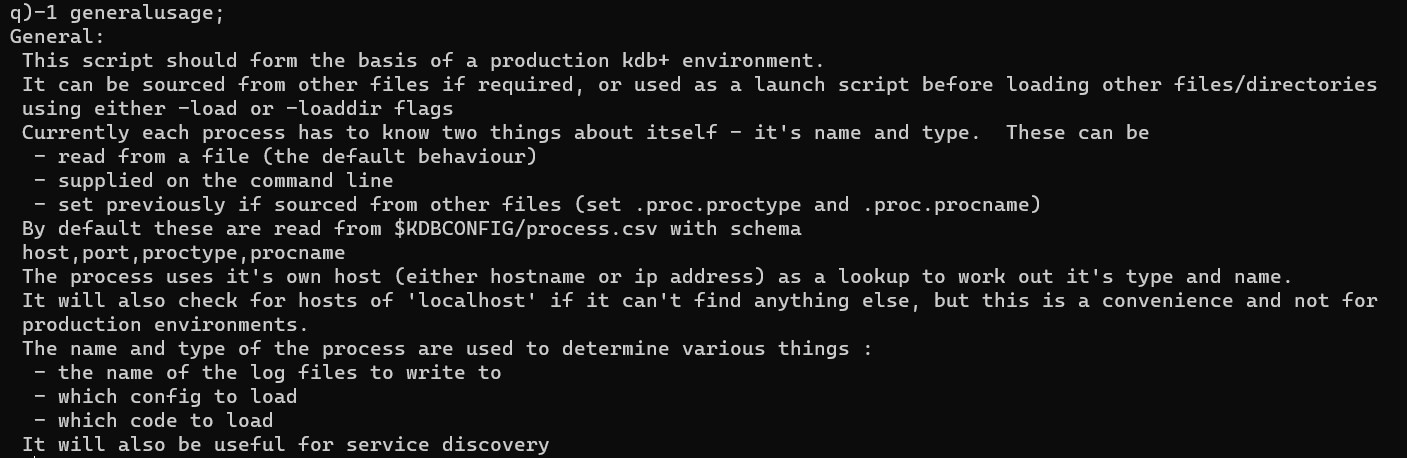 q)-1 generalusage;
General:
 This script should form the basis of a production kdb+ environment.
 It can be sourced from other files if required, or used as a launch script before loading other files/directories
 using either -load or -loaddir flags
 Currently each process has to know two things about itself - it's name and type.  These can be
  - read from a file (the default behaviour)
  - supplied on the command line
  - set previously if sourced from other files (set .proc.proctype and .proc.procname)
 By default these are read from $KDBCONFIG/process.csv with schema
 host,port,proctype,procname
 The process uses it's own host (either hostname or ip address) as a lookup to work out it's type and name.
 It will also check for hosts of 'localhost' if it can't find anything else, but this is a convenience and not for
 production environments.
 The name and type of the process are used to determine various things :
  - the name of the log files to write to
  - which config to load
  - which code to load
 It will also be useful for service discovery